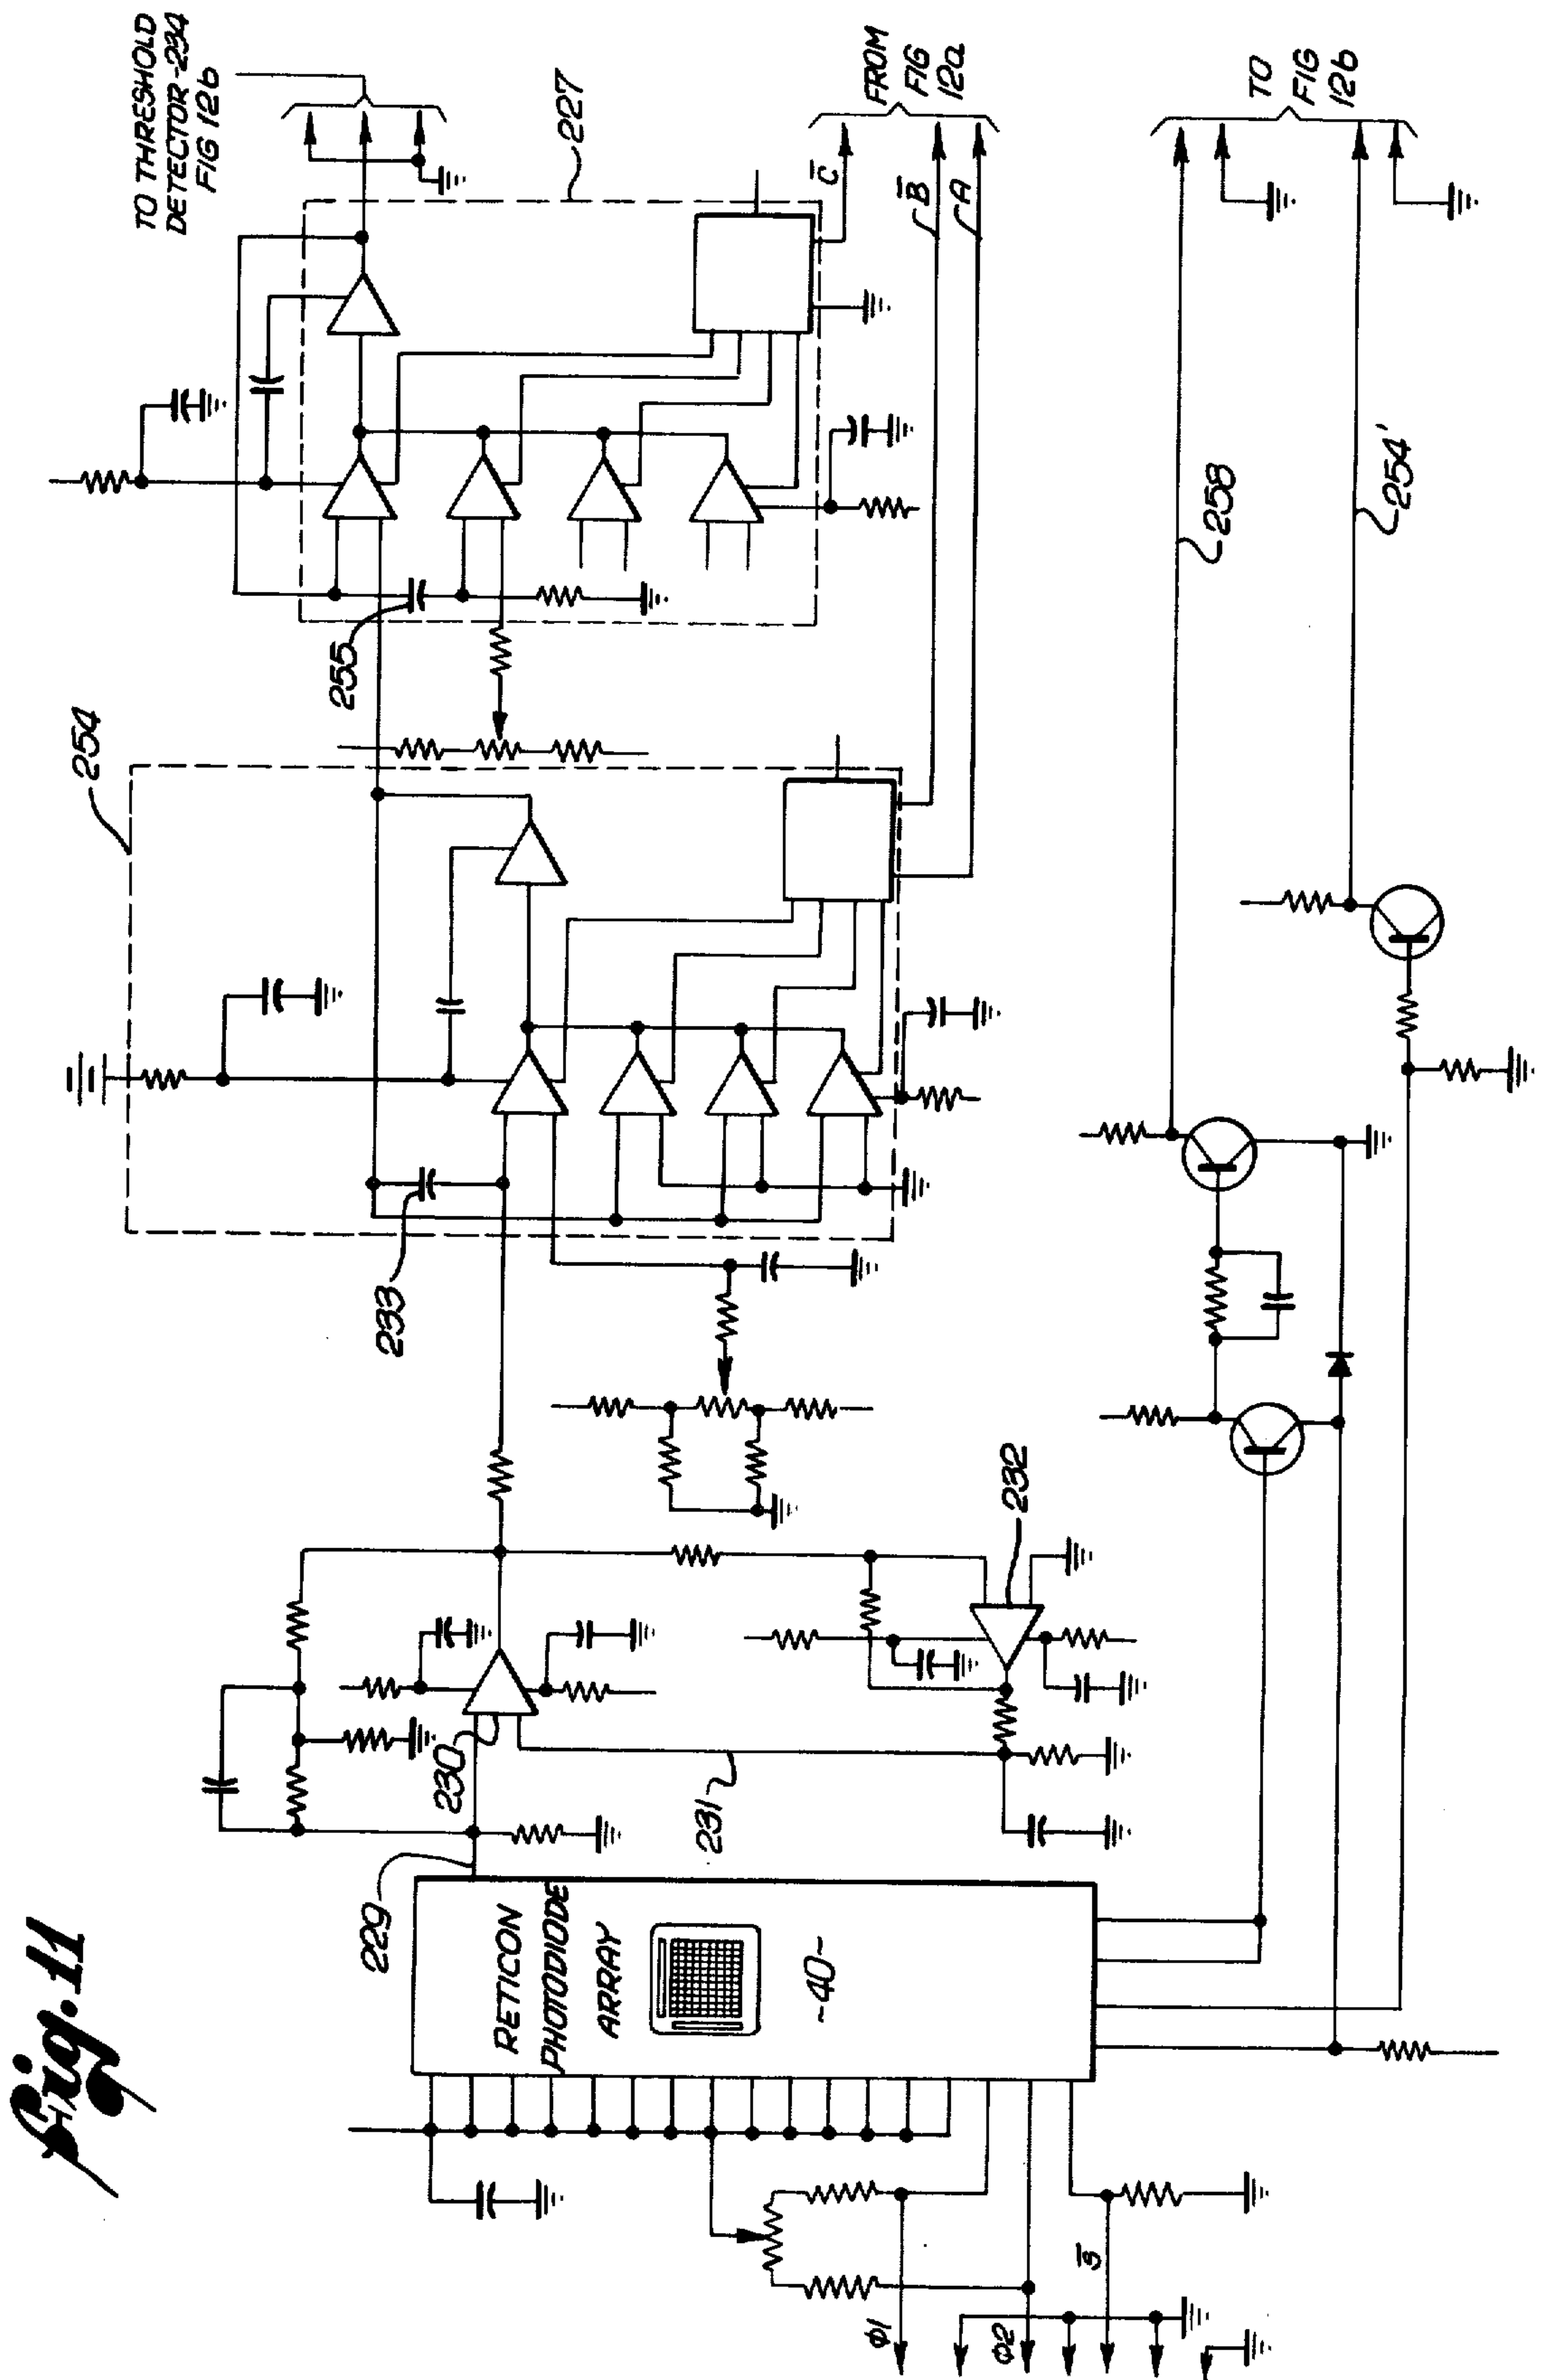 Fig. 11
TO THRESHOLD
DETECTOR-234
FIG 12b
227
C̅
B̅
A
FROM
FIG
12a
TO
FIG
12b
254
255
233
258
254'
232
230
231
229
RETICON
PHOTODIODE
ARRAY
-40-
Φ1
Φ2
S̅